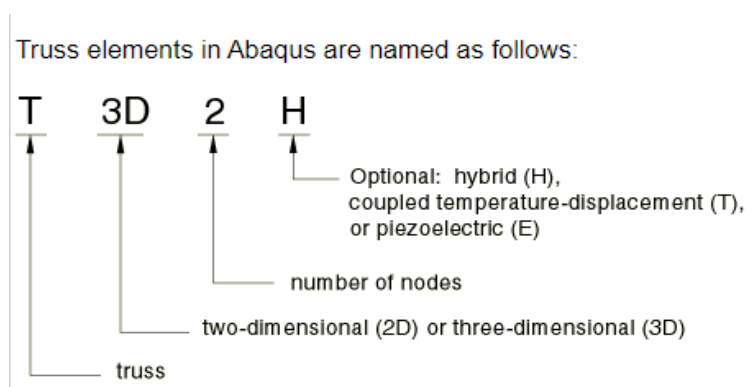 Truss elements in Abaqus are named as follows:
T 3D 2 H
Optional: hybrid (H),
coupled temperature-displacement (T),
or piezoelectric (E)
number of nodes
two-dimensional (2D) or three-dimensional (3D)
truss